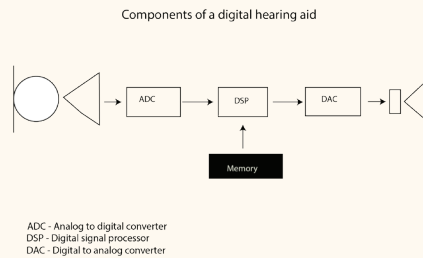 Components of a digital hearing aid
ADC
DSP
DAC
Memory
ADC - Analog to digital converter
DSP - Digital signal processor
DAC - Digital to analog converter